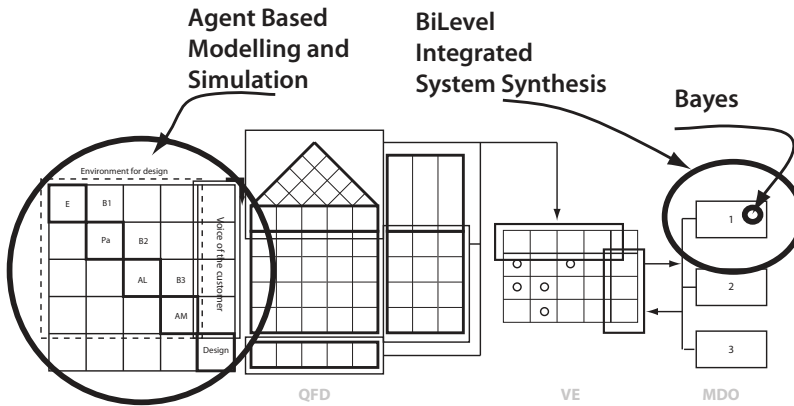 Agent Based
Modelling and
Simulation
BiLevel
Integrated
System Synthesis
Bayes
Environment for design
E
B1
Pa
B2
AL
B3
AM
Design
Voice of the customer
1
2
3
QFD
VE
MDO